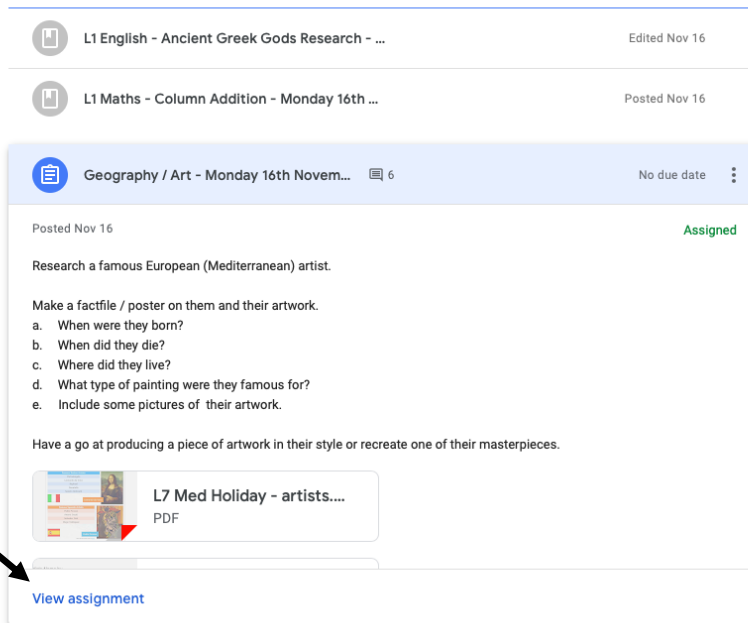 L1 English - Ancient Greek Gods Research - ...
Edited Nov 16
L1 Maths - Column Addition - Monday 16th ...
Posted Nov 16
Geography / Art - Monday 16th Novem...
6
No due date
Posted Nov 16
Assigned
Research a famous European (Mediterranean) artist.
Make a factfile / poster on them and their artwork.
a. When were they born?
b. When did they die?
c. Where did they live?
d. What type of painting were they famous for?
e. Include some pictures of their artwork.
Have a go at producing a piece of artwork in their style or recreate one of their masterpieces.
L7 Med Holiday - artists....
PDF
View assignment